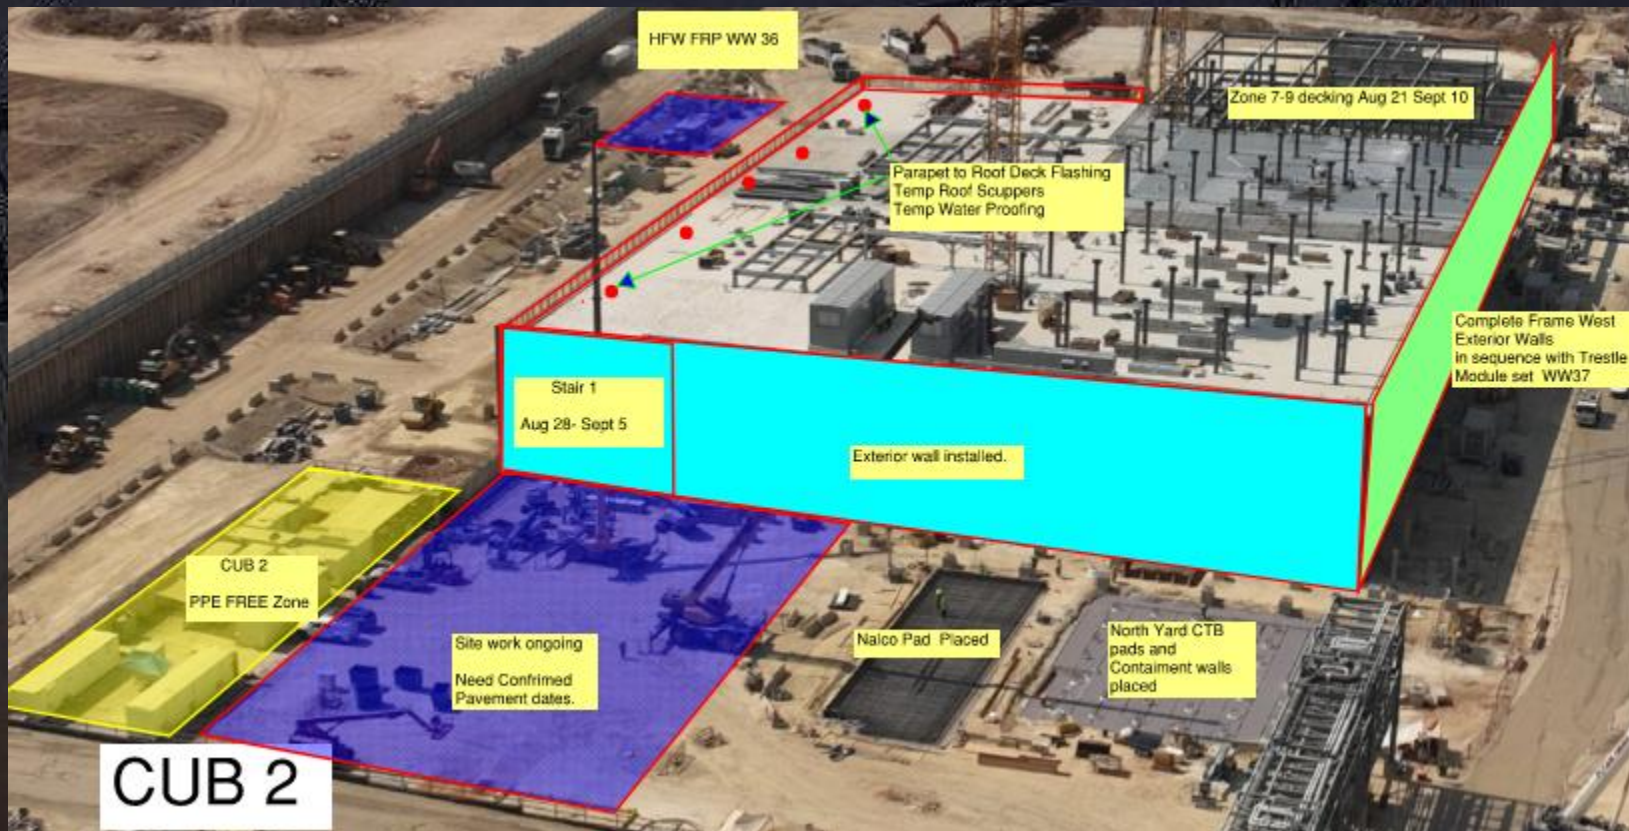 HFW FRP WW 36
Zone 7-9 decking Aug 21 Sept 10
Parapet to Roof Deck Flashing
Temp Roof Scuppers
Temp Water Proofing
Complete Frame West
Exterior Walls
in sequence with Trestle
Module set WW37
Stair 1
Aug 28- Sept 5
Exterior wall installed.
CUB 2
PPE FREE Zone
Site work ongoing
Need Confrimed
Pavement dates.
Nalco Pad Placed
North Yard CTB
pads and
Contaiment walls
placed
CUB 2